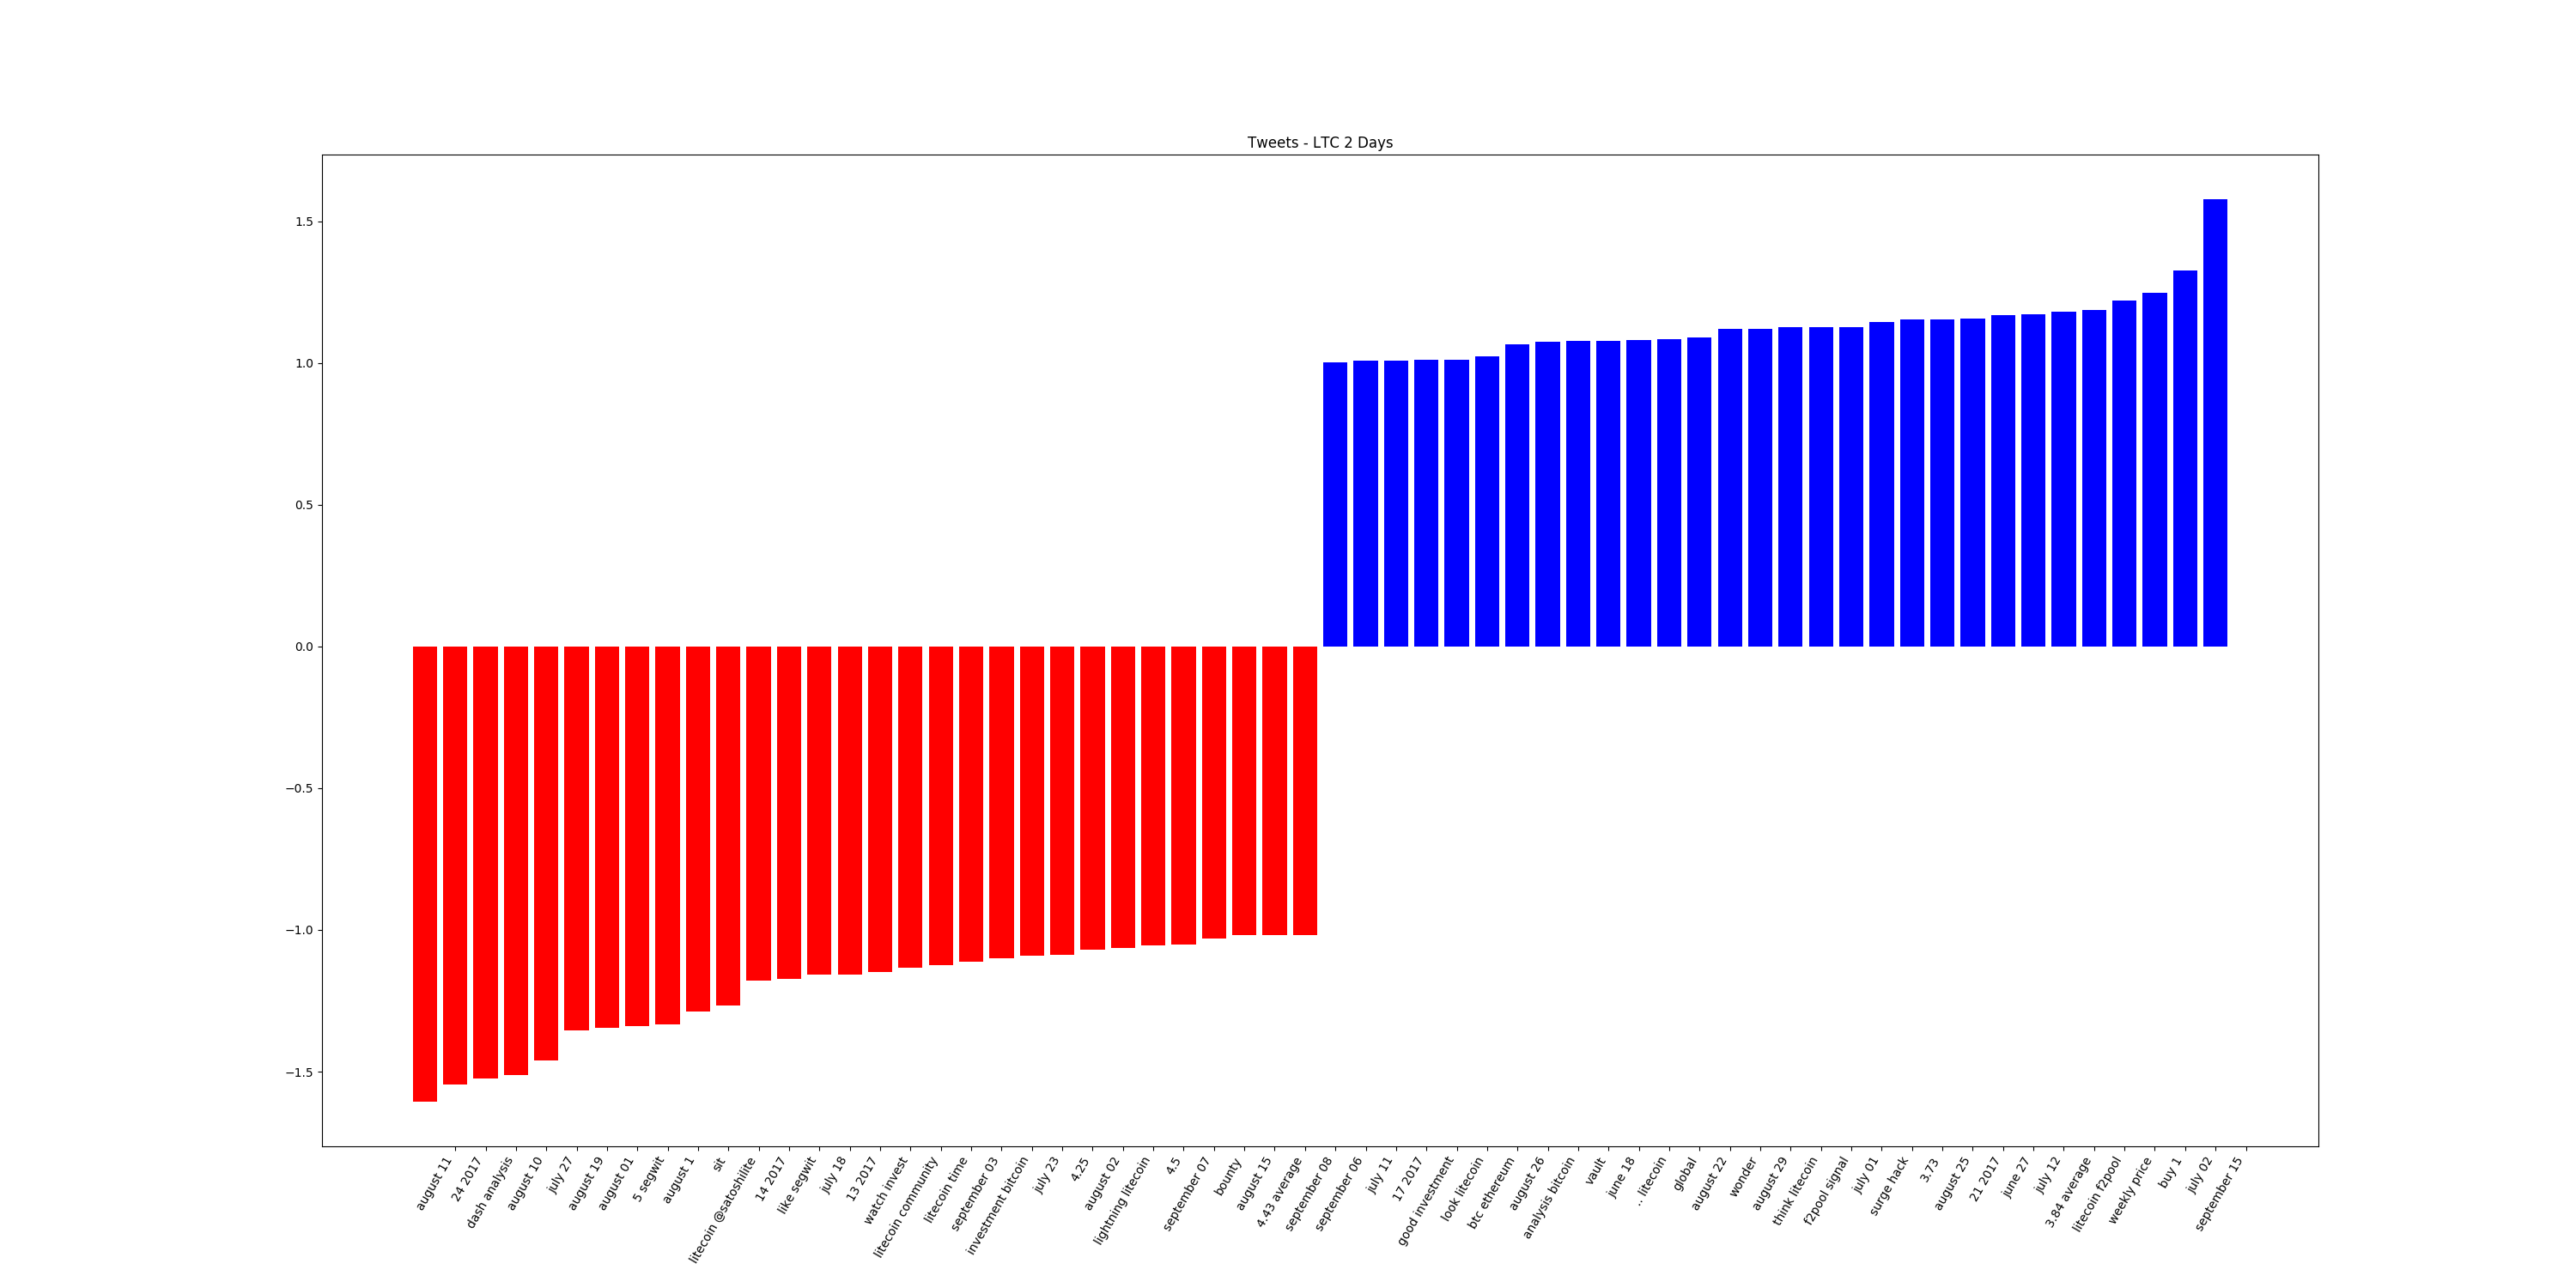 Tweets - LTC 2 Days
1.5
1.0
0.5
0.0
−0.5
−1.0
−1.5
august 11
24 2017
dash analysis
august 10
july 27
august 19
august 01
5 segwit
august 1
sit
litecoin @satoshilite
14 2017
like segwit
july 18
13 2017
watch invest
litecoin community
litecoin time
september 03
investment bitcoin
july 23
4.25
august 02
lightning litecoin
4.5
september 07
bounty
august 15
4.43 average
september 08
september 06
july 11
17 2017
good investment
look litecoin
btc ethereum
august 26
analysis bitcoin
vault
june 18
.. litecoin
global
august 22
wonder
august 29
think litecoin
f2pool signal
july 01
surge hack
3.73
august 25
21 2017
june 27
july 12
3.84 average
litecoin f2pool
weekly price
buy 1
july 02
september 15